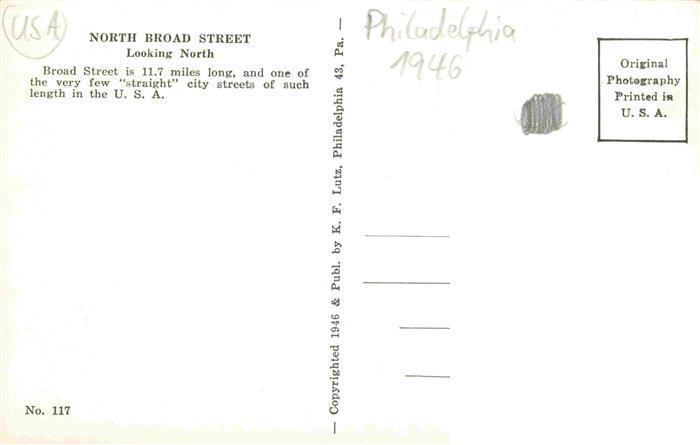 USA
NORTH BROAD STREET
Looking North
Broad Street is 11.7 miles long, and one of
the very few "straight" city streets of such
length in the U. S. A.
No. 117
— Copyrighted 1946 & Publ. by K. F. Lutz, Philadelphia 43, Pa. —
Philadelphia
1946
Original
Photography
Printed in
U. S. A.